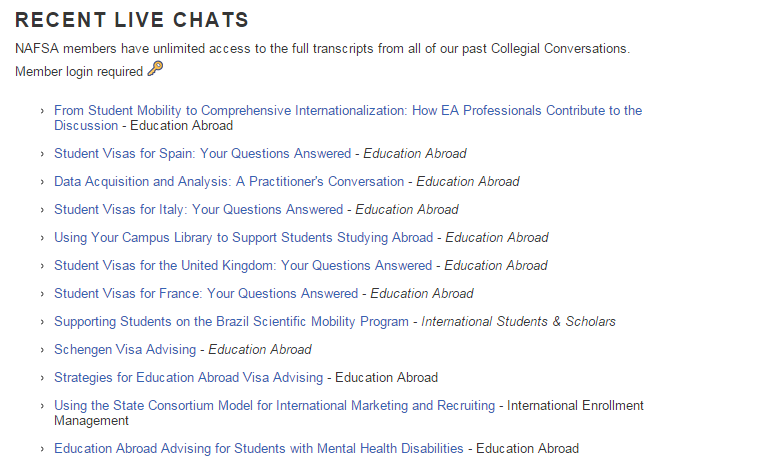 RECENT LIVE CHATS
NAFSA members have unlimited access to the full transcripts from all of our past Collegial Conversations.
Member login required
› From Student Mobility to Comprehensive Internationalization: How EA Professionals Contribute to the
Discussion - Education Abroad
› Student Visas for Spain: Your Questions Answered - Education Abroad
› Data Acquisition and Analysis: A Practitioner's Conversation - Education Abroad
› Student Visas for Italy: Your Questions Answered - Education Abroad
› Using Your Campus Library to Support Students Studying Abroad - Education Abroad
› Student Visas for the United Kingdom: Your Questions Answered - Education Abroad
› Student Visas for France: Your Questions Answered - Education Abroad
› Supporting Students on the Brazil Scientific Mobility Program - International Students & Scholars
› Schengen Visa Advising - Education Abroad
› Strategies for Education Abroad Visa Advising - Education Abroad
› Using the State Consortium Model for International Marketing and Recruiting - International Enrollment
Management
› Education Abroad Advising for Students with Mental Health Disabilities - Education Abroad